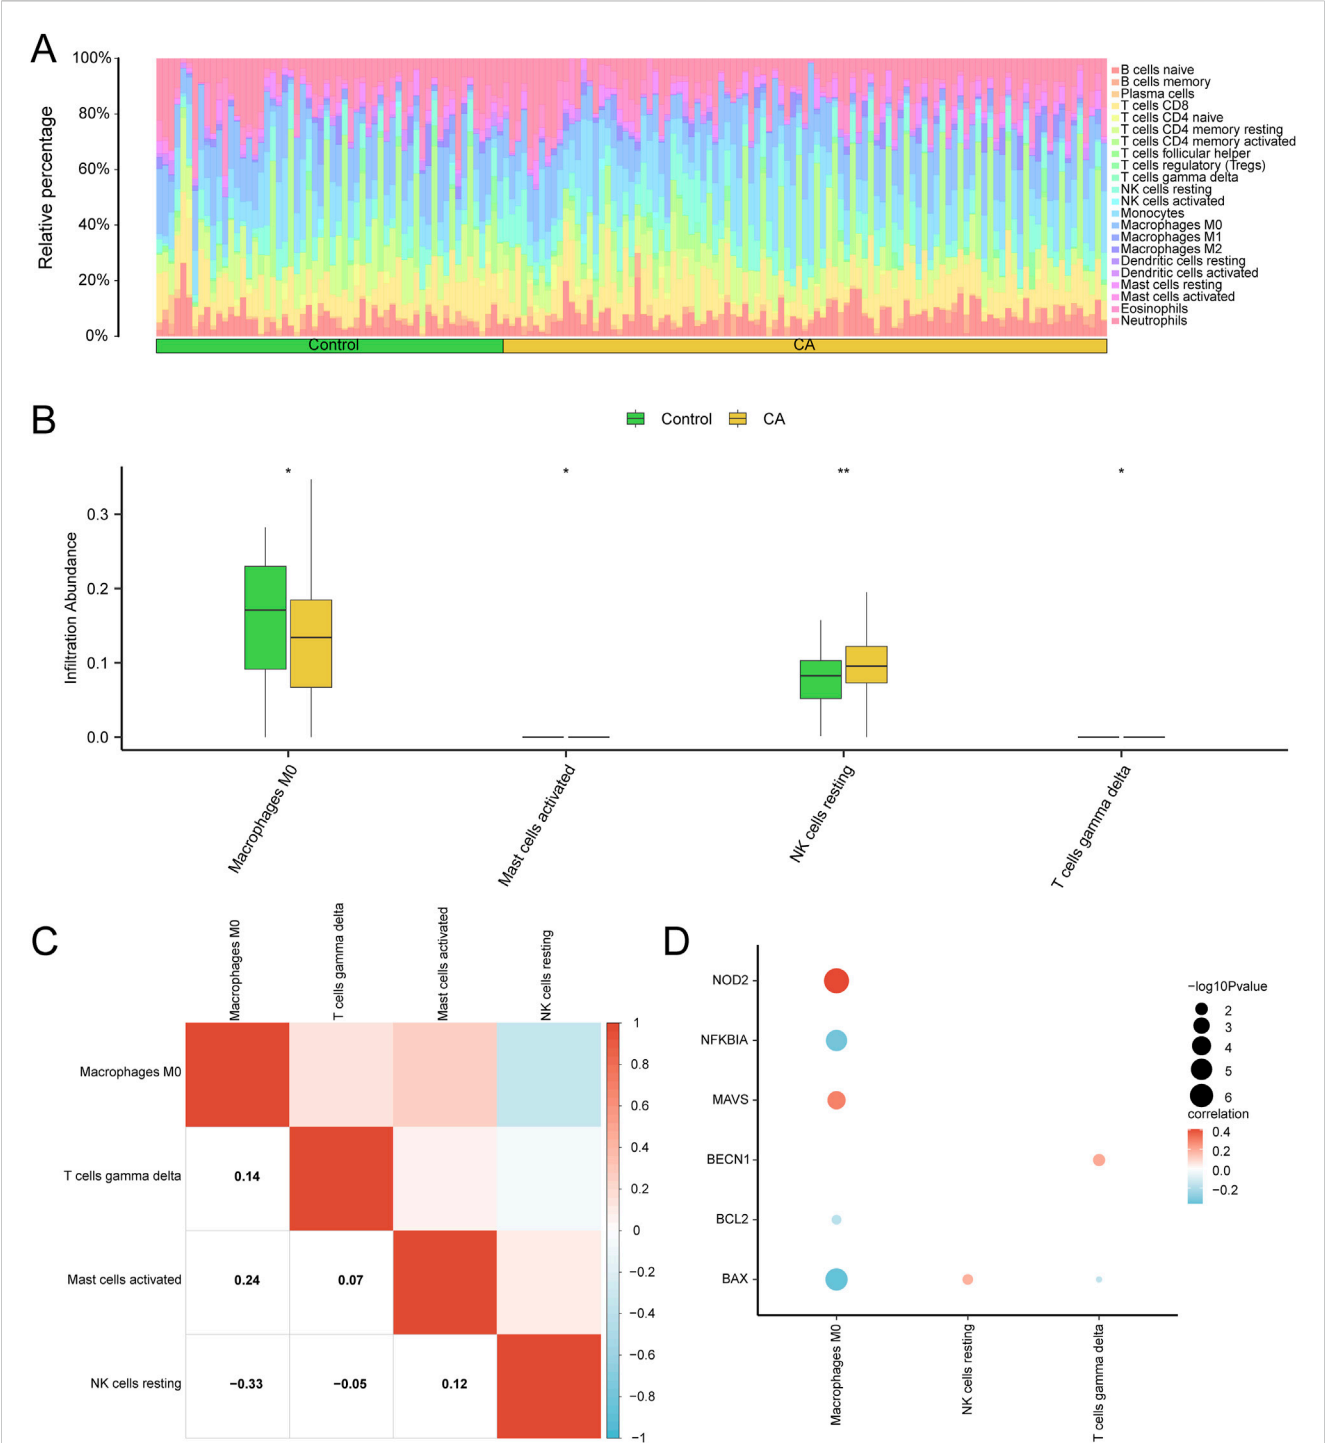 A
Relative percentage
100%
80%
60%
40%
20%
0%
Control
CA
B cells naive
B cells memory
Plasma cells
T cells CD8
T cells CD4 naive
T cells CD4 memory resting
T cells CD4 memory activated
T cells follicular helper
T cells regulatory (Tregs)
T cells gamma delta
NK cells resting
NK cells activated
Monocytes
Macrophages M0
Macrophages M1
Macrophages M2
Dendritic cells resting
Dendritic cells activated
Mast cells resting
Mast cells activated
Eosinophils
Neutrophils
B
Control
CA
Infiltration Abundance
0.3
0.2
0.1
0.0
*
*
**
*
Macrophages M0
Mast cells activated
NK cells resting
T cells gamma delta
C
Macrophages M0
T cells gamma delta
Mast cells activated
NK cells resting
Macrophages M0
T cells gamma delta
0.14
Mast cells activated
0.24
0.07
NK cells resting
−0.33
−0.05
0.12
1
0.8
0.6
0.4
0.2
0
−0.2
−0.4
−0.6
−0.8
−1
D
NOD2
NFKBIA
MAVS
BECN1
BCL2
BAX
Macrophages M0
NK cells resting
T cells gamma delta
−log10Pvalue
2
3
4
5
6
correlation
0.4
0.2
0.0
−0.2